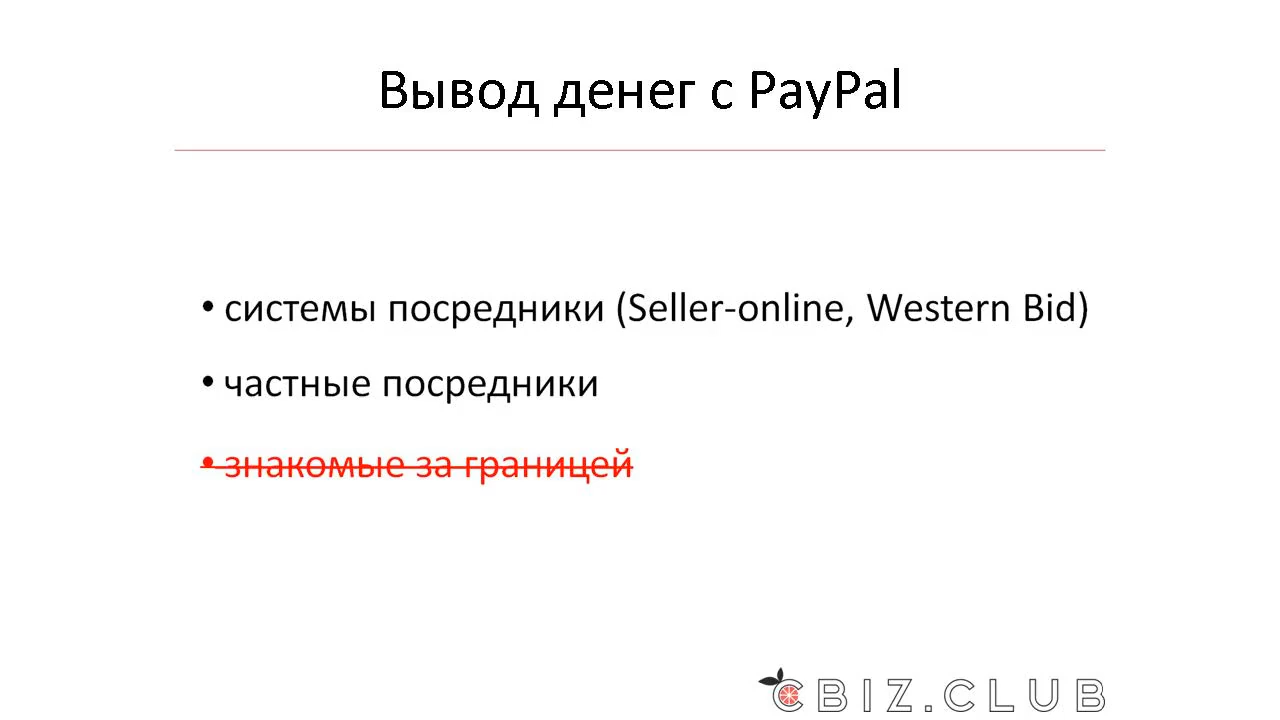 Вывод денег с PayPal
• системы посредники (Seller-online, Western Bid)
• частные посредники
• знакомые за границей
CBIZ.CLUB